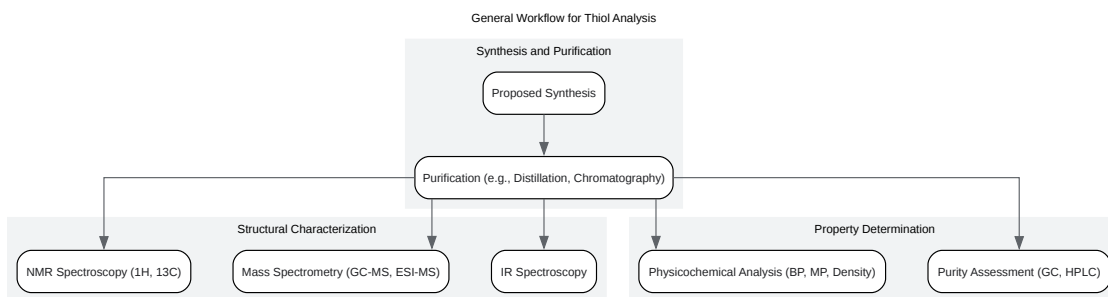 General Workflow for Thiol Analysis
Synthesis and Purification
Proposed Synthesis
Purification (e.g., Distillation, Chromatography)
Structural Characterization
Property Determination
NMR Spectroscopy (1H, 13C)
Mass Spectrometry (GC-MS, ESI-MS)
IR Spectroscopy
Physicochemical Analysis (BP, MP, Density)
Purity Assessment (GC, HPLC)